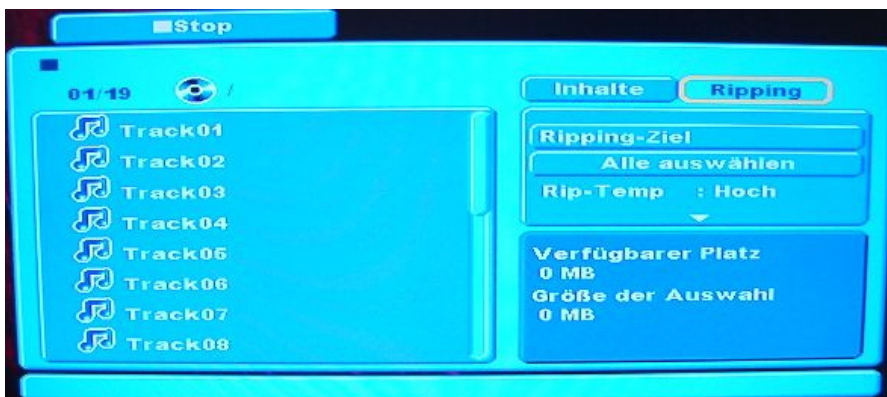 Stop
01/19 /
Inhalte Ripping
Track01
Track02
Track03
Track04
Track05
Track06
Track07
Track08
Ripping-Ziel
Alle auswählen
Rip-Temp : Hoch
Verfügbarer Platz
0 MB
Größe der Auswahl
0 MB